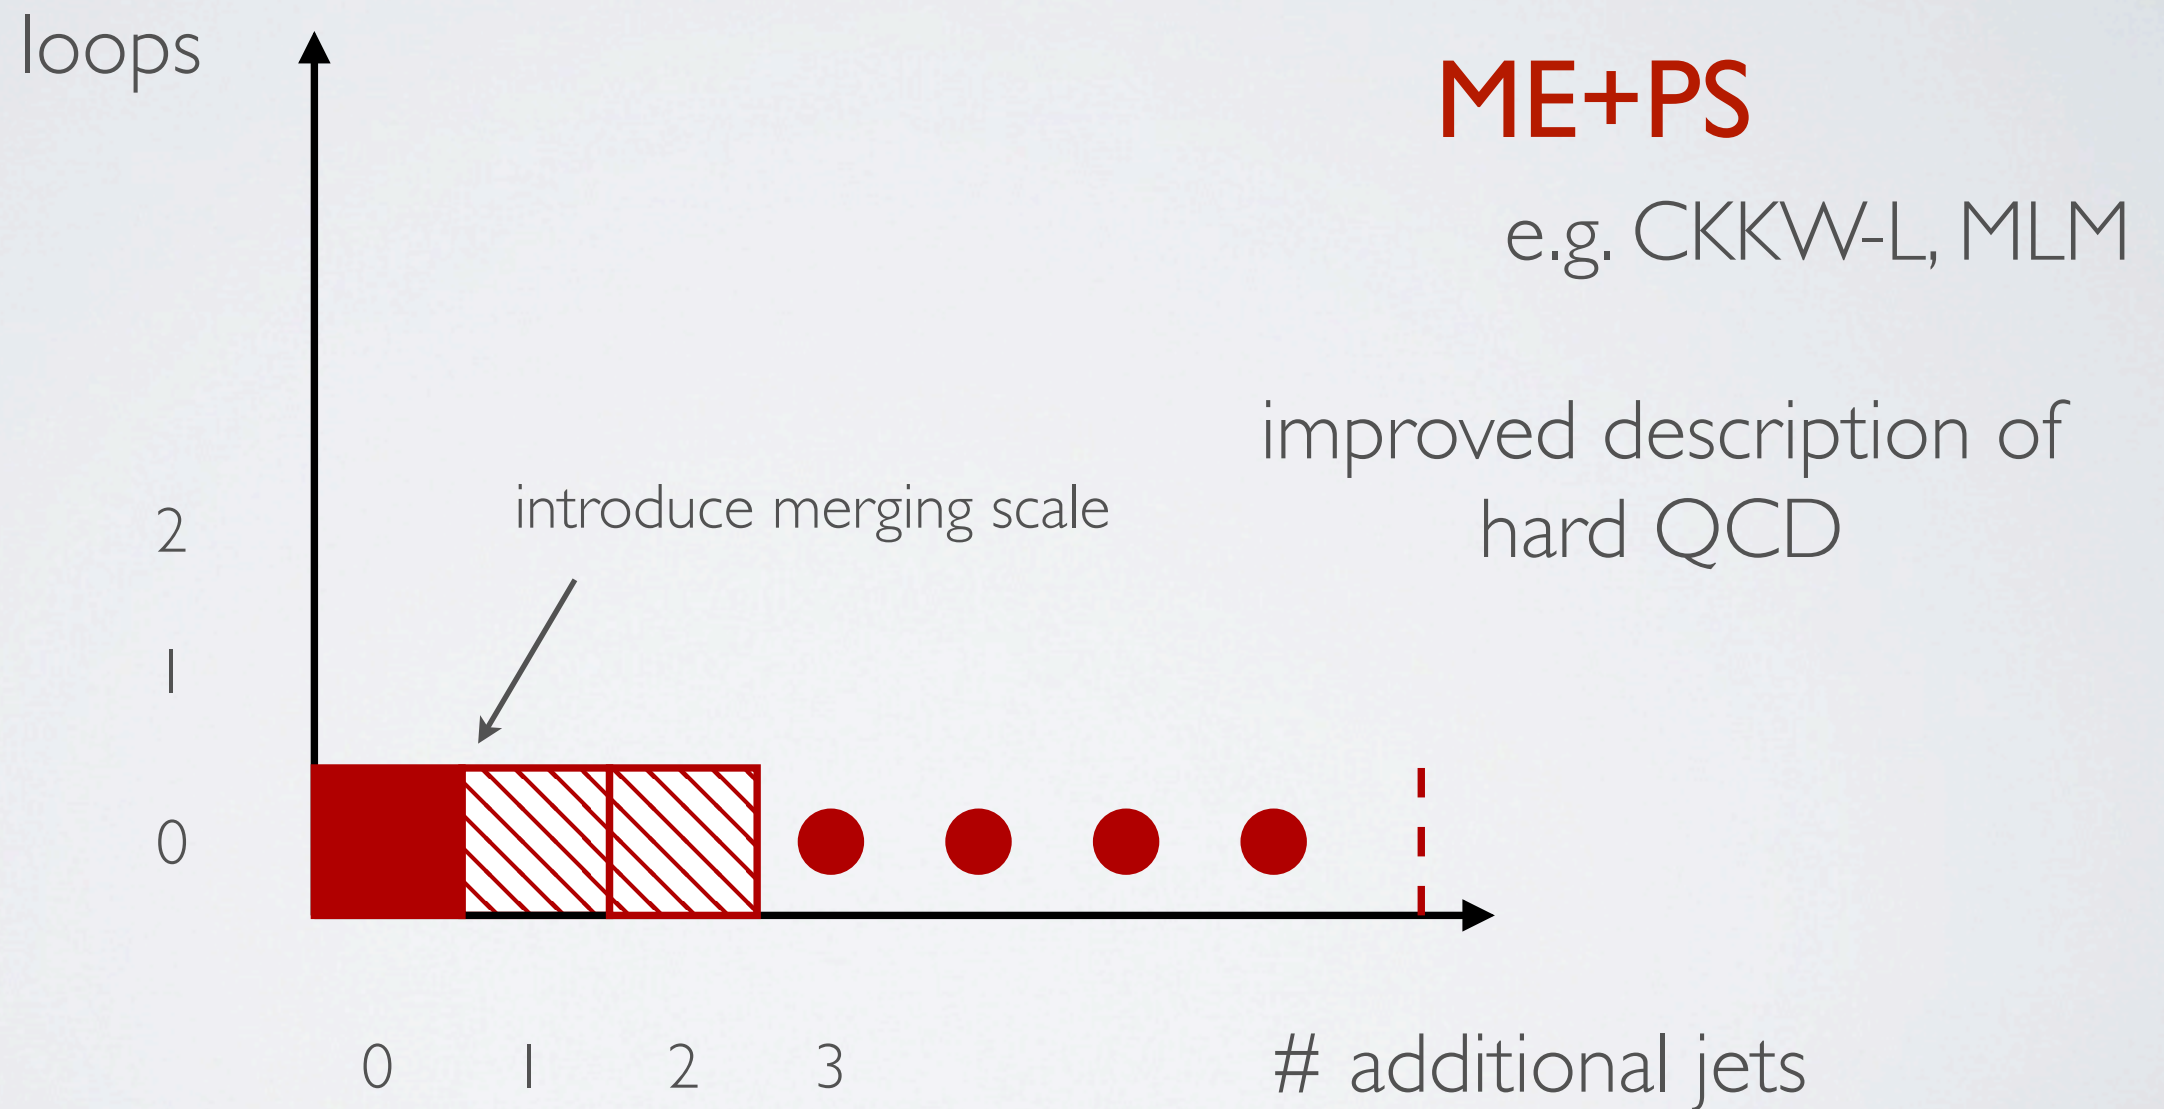 loops
ME+PS
e.g. CKKW-L, MLM
improved description of
hard QCD
introduce merging scale
2
1
0
0 1 2 3
# additional jets